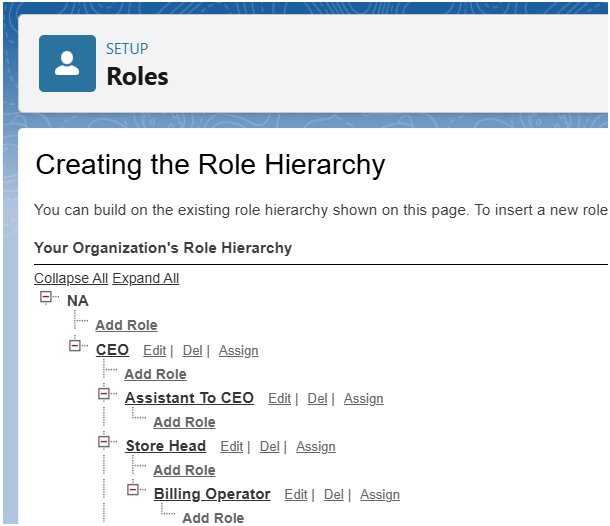 SETUP
Roles
Creating the Role Hierarchy
You can build on the existing role hierarchy shown on this page. To insert a new role
Your Organization's Role Hierarchy
Collapse All Expand All
NA
Add Role
CEO Edit | Del | Assign
Add Role
Assistant To CEO Edit | Del | Assign
Add Role
Store Head Edit | Del | Assign
Add Role
Billing Operator Edit | Del | Assign
Add Role